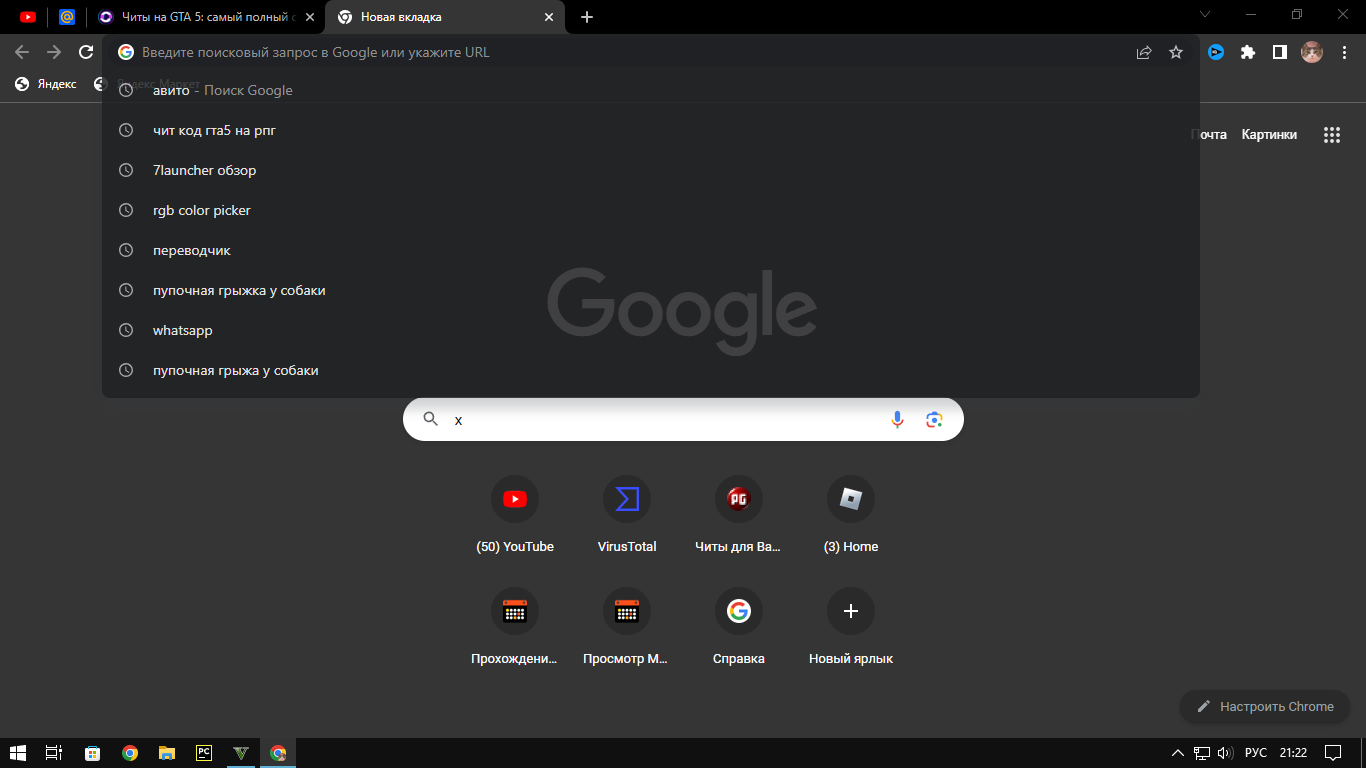 Читы на GTA 5: самый полный с
Новая вкладка
Введите поисковый запрос в Google или укажите URL
Яндекс
Яндекс Маркет
авито - Поиск Google
чит код гта5 на рпг
7launcher обзор
rgb color picker
переводчик
пупочная грыжка у собаки
whatsapp
пупочная грыжа у собаки
Почта Картинки
Google
х
(50) YouTube VirusTotal Читы для Ва... (3) Home
Прохождени... Просмотр М... Справка Новый ярлык
Настроить Chrome
PC V РУС 21:22